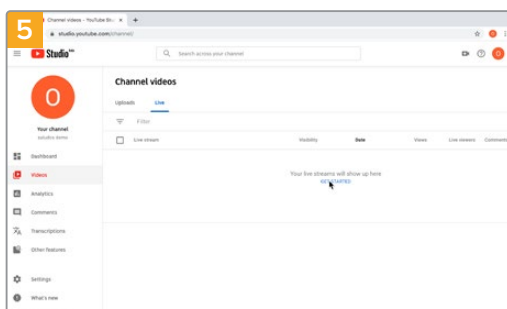 5
Channel videos - YouTube Stu
studio.youtube.com/channel/
Studio
Search across your channel
Channel videos
Uploads
Live
Filter
Live stream
Visibility
Date
Views
Live viewers
Comments
Your live streams will show up here
GET STARTED
O
Your channel
Dashboard
Videos
Analytics
Comments
Transcriptions
Other features
Settings
What's new